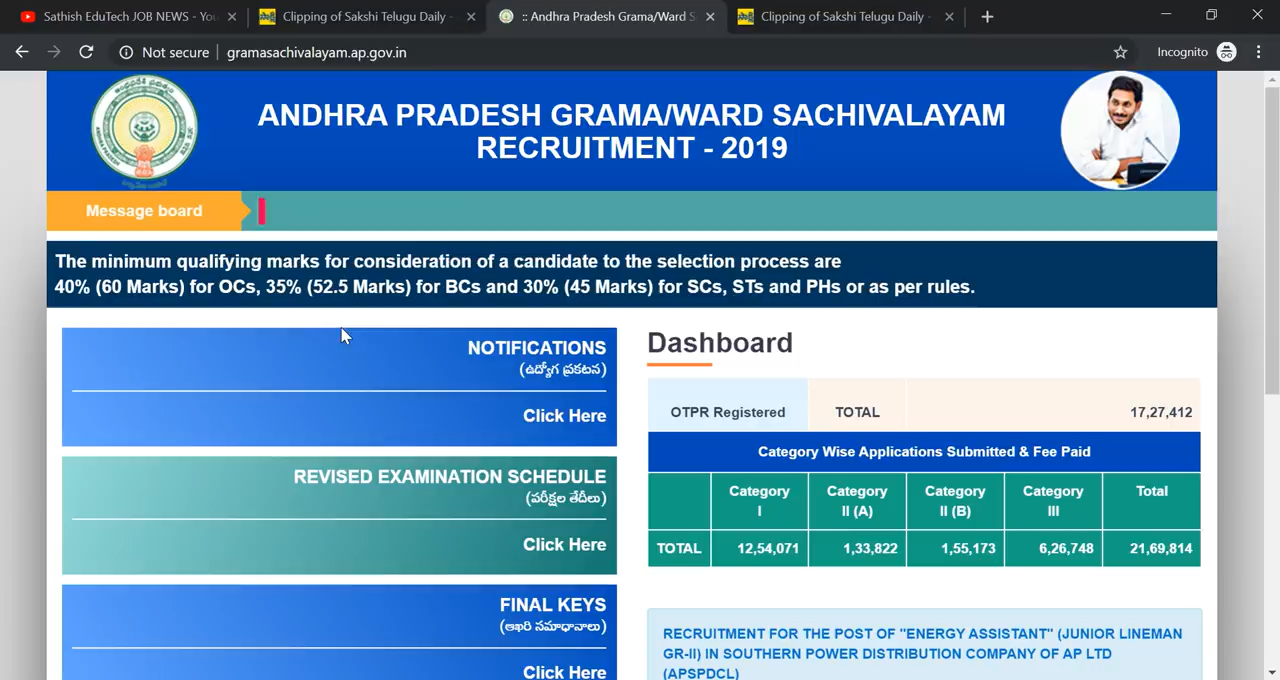 Sathish EduTech JOB NEWS - You
Clipping of Sakshi Telugu Daily -
:: Andhra Pradesh Grama/Ward S
Clipping of Sakshi Telugu Daily -
Not secure
gramasachivalayam.ap.gov.in
Incognito
ANDHRA PRADESH GRAMA/WARD SACHIVALAYAM
RECRUITMENT - 2019
Message board
The minimum qualifying marks for consideration of a candidate to the selection process are
40% (60 Marks) for OCs, 35% (52.5 Marks) for BCs and 30% (45 Marks) for SCs, STs and PHs or as per rules.
NOTIFICATIONS
(ఉద్యోగ ప్రకటన)
Click Here
REVISED EXAMINATION SCHEDULE
(పరీక్షల తేదీలు)
Click Here
FINAL KEYS
(ఆఖరి సమాధానాలు)
Click Here
Dashboard
OTPR Registered TOTAL 17,27,412
Category Wise Applications Submitted & Fee Paid
Category I Category II (A) Category II (B) Category III Total
TOTAL 12,54,071 1,33,822 1,55,173 6,26,748 21,69,814
RECRUITMENT FOR THE POST OF "ENERGY ASSISTANT" (JUNIOR LINEMAN
GR-II) IN SOUTHERN POWER DISTRIBUTION COMPANY OF AP LTD
(APSPDCL)